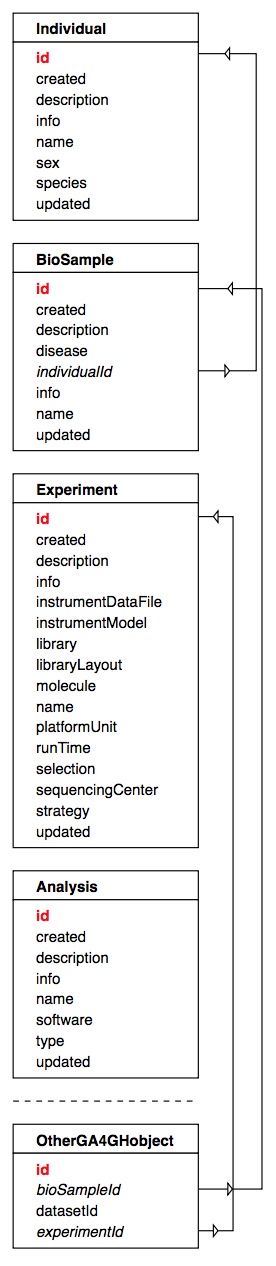 Individual
id
created
description
info
name
sex
species
updated
BioSample
id
created
description
disease
individualId
info
name
updated
Experiment
id
created
description
info
instrumentDataFile
instrumentModel
library
libraryLayout
molecule
name
platformUnit
runTime
selection
sequencingCenter
strategy
updated
Analysis
id
created
description
info
name
software
type
updated
OtherGA4GHobject
id
bioSampleId
datasetId
experimentId